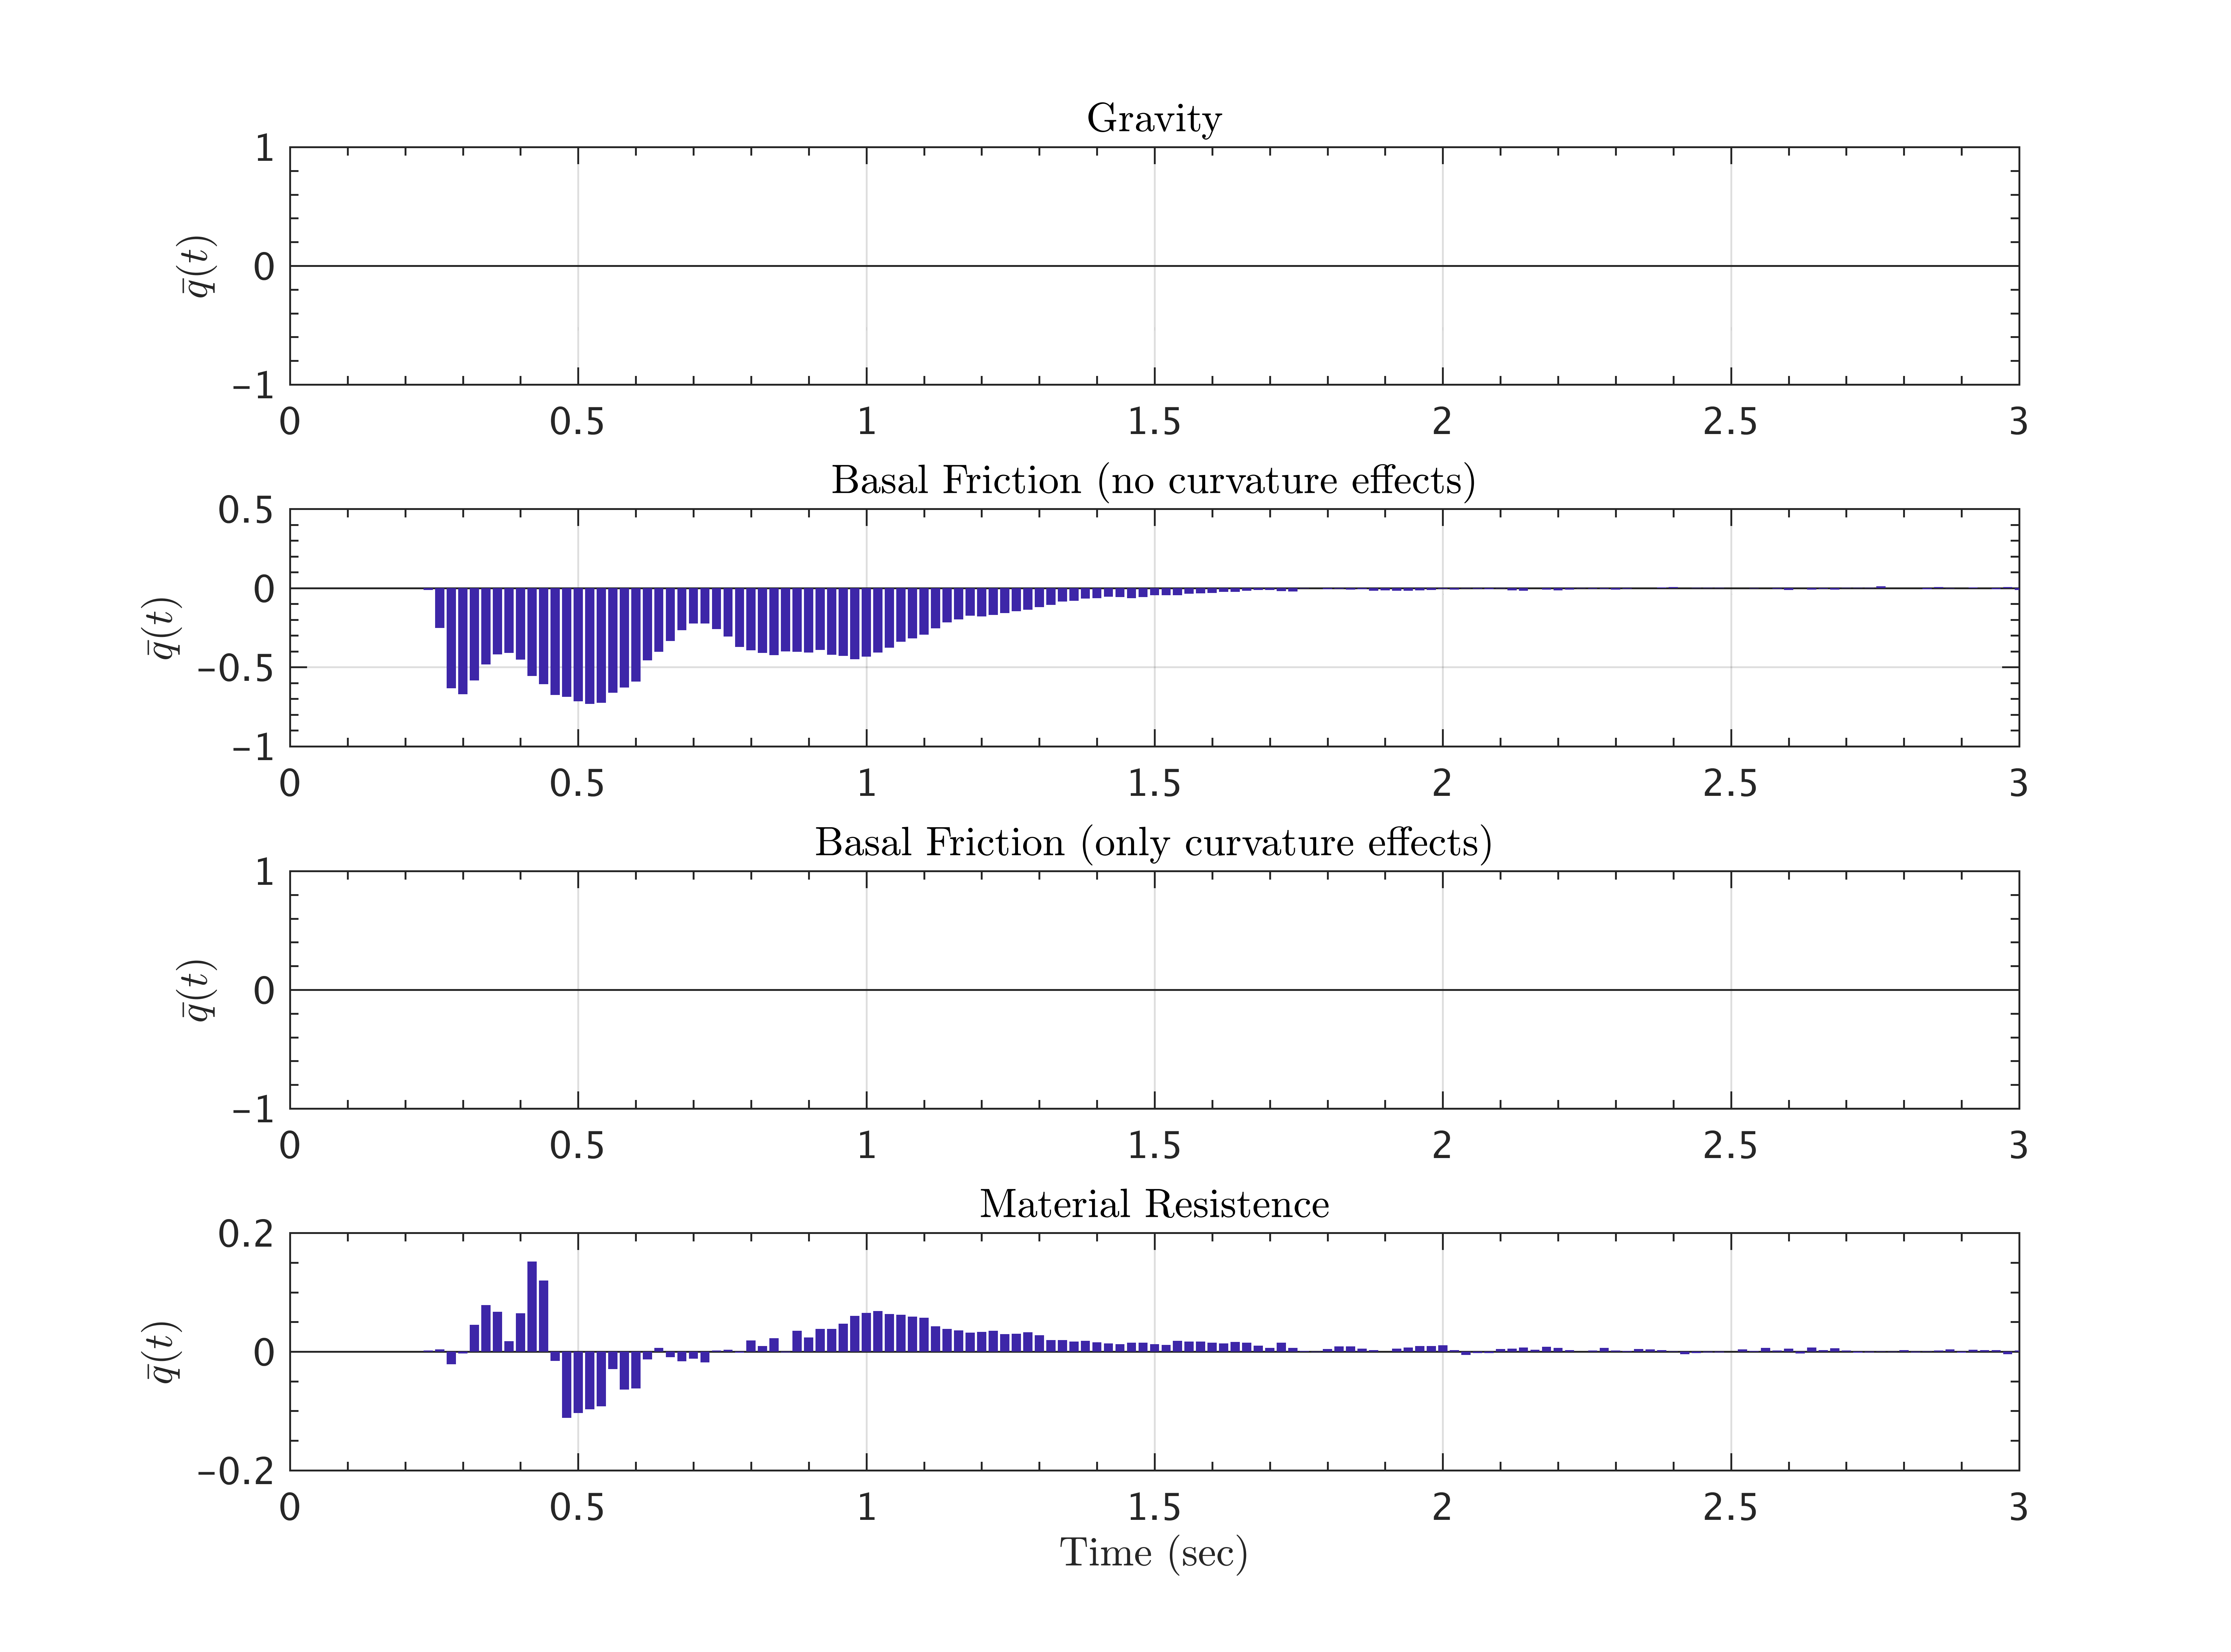 Gravity
1
0
−1
q̄(t)
0 0.5 1 1.5 2 2.5 3
Basal Friction (no curvature effects)
0.5
0
−0.5
−1
q̄(t)
0 0.5 1 1.5 2 2.5 3
Basal Friction (only curvature effects)
1
0
−1
q̄(t)
0 0.5 1 1.5 2 2.5 3
Material Resistence
0.2
0
−0.2
q̄(t)
0 0.5 1 1.5 2 2.5 3
Time (sec)